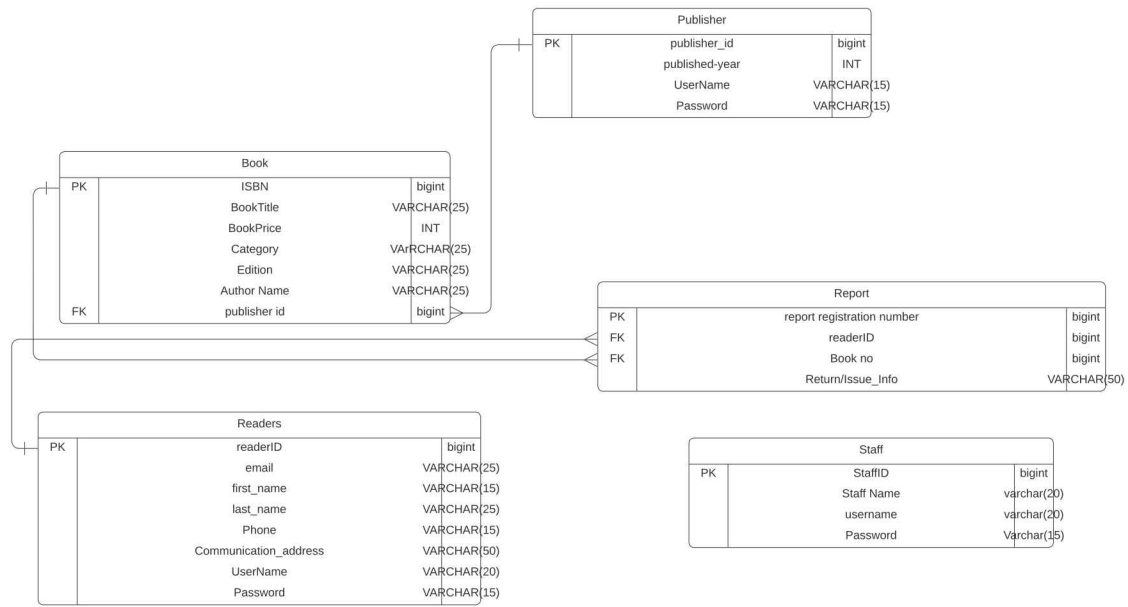 Publisher
PK publisher_id bigint
published-year INT
UserName VARCHAR(15)
Password VARCHAR(15)
Book
PK ISBN bigint
BookTitle VARCHAR(25)
BookPrice INT
Category VArRCHAR(25)
Edition VARCHAR(25)
Author Name VARCHAR(25)
FK publisher id bigint
Report
PK report registration number bigint
FK readerID bigint
FK Book no bigint
Return/Issue_Info VARCHAR(50)
Readers
PK readerID bigint
email VARCHAR(25)
first_name VARCHAR(15)
last_name VARCHAR(25)
Phone VARCHAR(15)
Communication_address VARCHAR(50)
UserName VARCHAR(20)
Password VARCHAR(15)
Staff
PK StaffID bigint
Staff Name varchar(20)
username varchar(20)
Password Varchar(15)